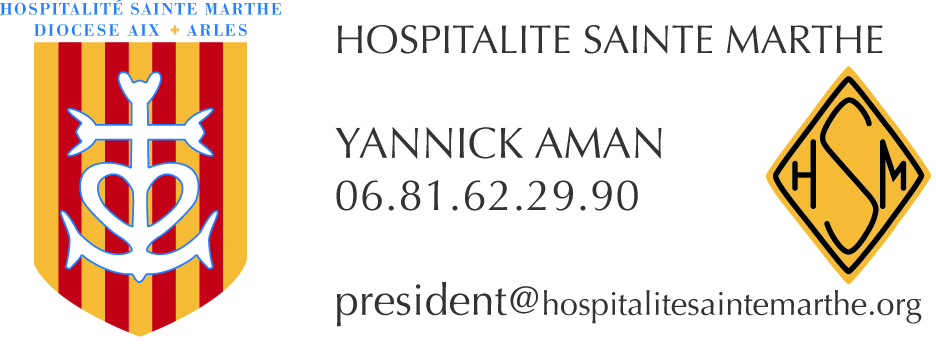 HOSPITALITÉ SAINTE MARTHE
DIOCESE AIX + ARLES
HOSPITALITE SAINTE MARTHE
YANNICK AMAN
06.81.62.29.90
HSM
president@hospitalitesaintemarthe.org